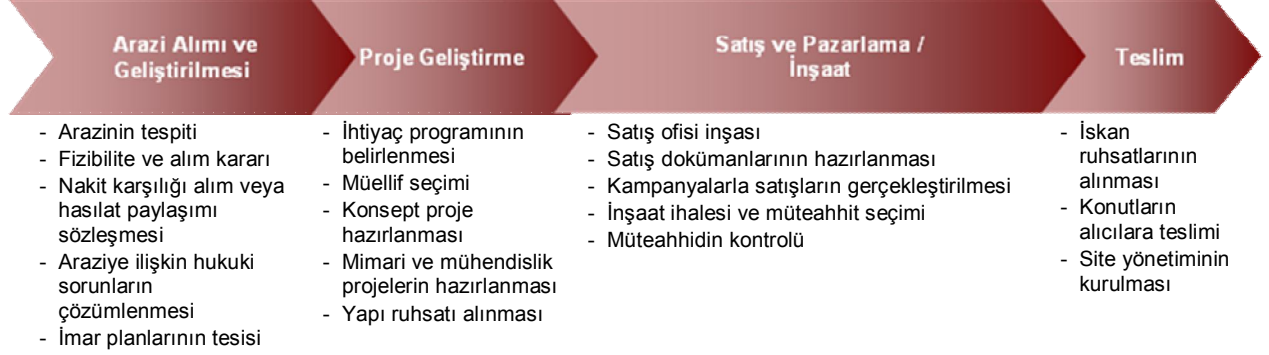 Arazi Alımı ve
Geliştirilmesi
Proje Geliştirme
Satış ve Pazarlama /
İnşaat
Teslim
- Arazinin tespiti
- Fizibilite ve alım kararı
- Nakit karşılığı alım veya
hasılat paylaşımı
sözleşmesi
- Araziye ilişkin hukuki
sorunların
çözümlenmesi
- İmar planlarının tesisi
- İhtiyaç programının
belirlenmesi
- Müellif seçimi
- Konsept proje
hazırlanması
- Mimari ve mühendislik
projelerin hazırlanması
- Yapı ruhsatı alınması
- Satış ofisi inşası
- Satış dokümanlarının hazırlanması
- Kampanyalarla satışların gerçekleştirilmesi
- İnşaat ihalesi ve müteahhit seçimi
- Müteahhidin kontrolü
- İskan
ruhsatlarının
alınması
- Konutların
alıcılara teslimi
- Site yönetiminin
kurulması